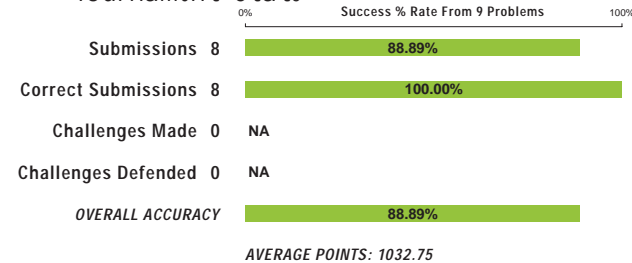 0% Success % Rate From 9 Problems 100%
Submissions 8 88.89%
Correct Submissions 8 100.00%
Challenges Made 0 NA
Challenges Defended 0 NA
OVERALL ACCURACY 88.89%
AVERAGE POINTS: 1032.75